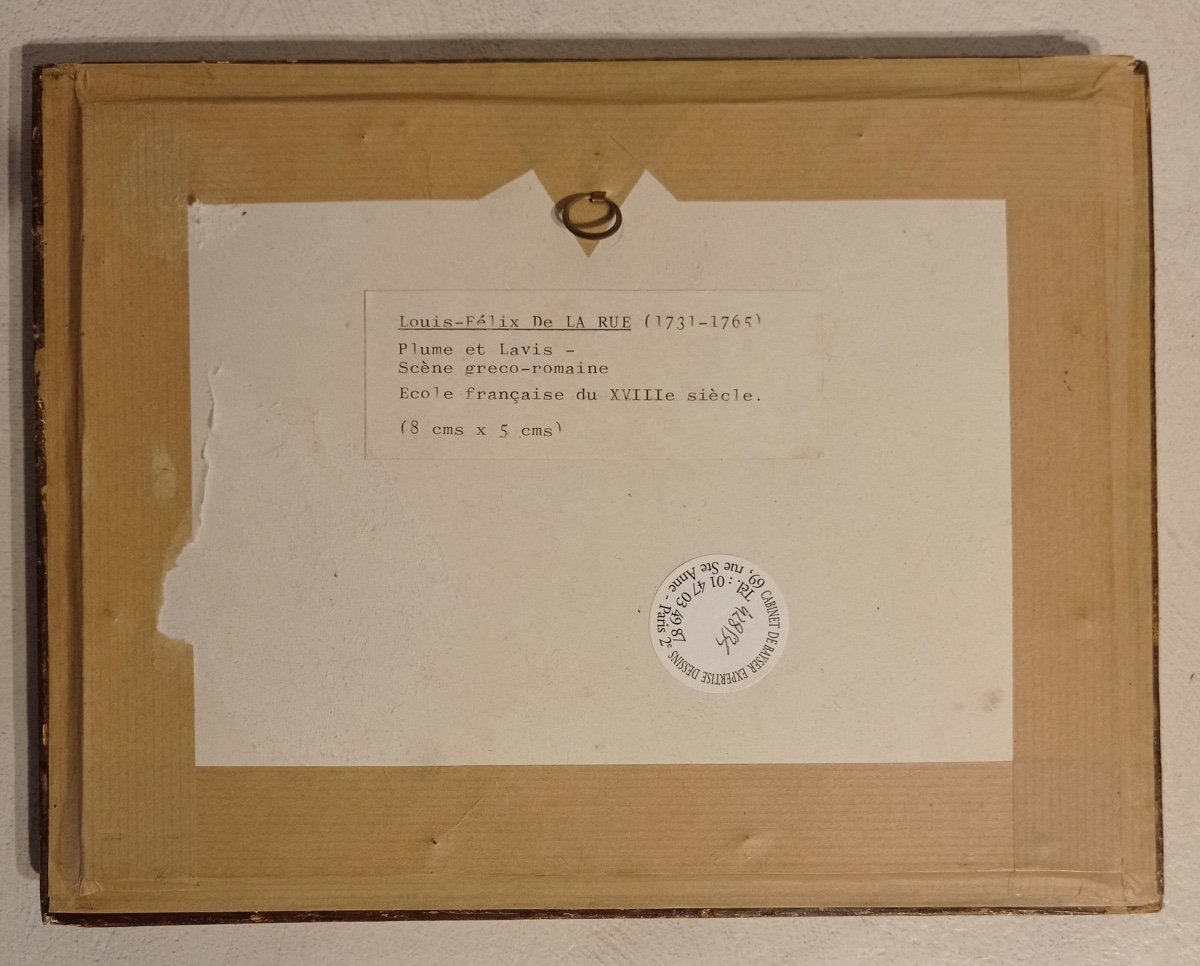 Louis-Félix De LA RUE (1731-1765)
Plume et Lavis -
Scène greco-romaine
Ecole française du XVIIIe siècle.
(8 cms x 5 cms)
CABINET DE BAYSER EXPERTISE DESSINS
69, rue Ste Anne - Paris 2e
Tél. : 01 47 03 49 87